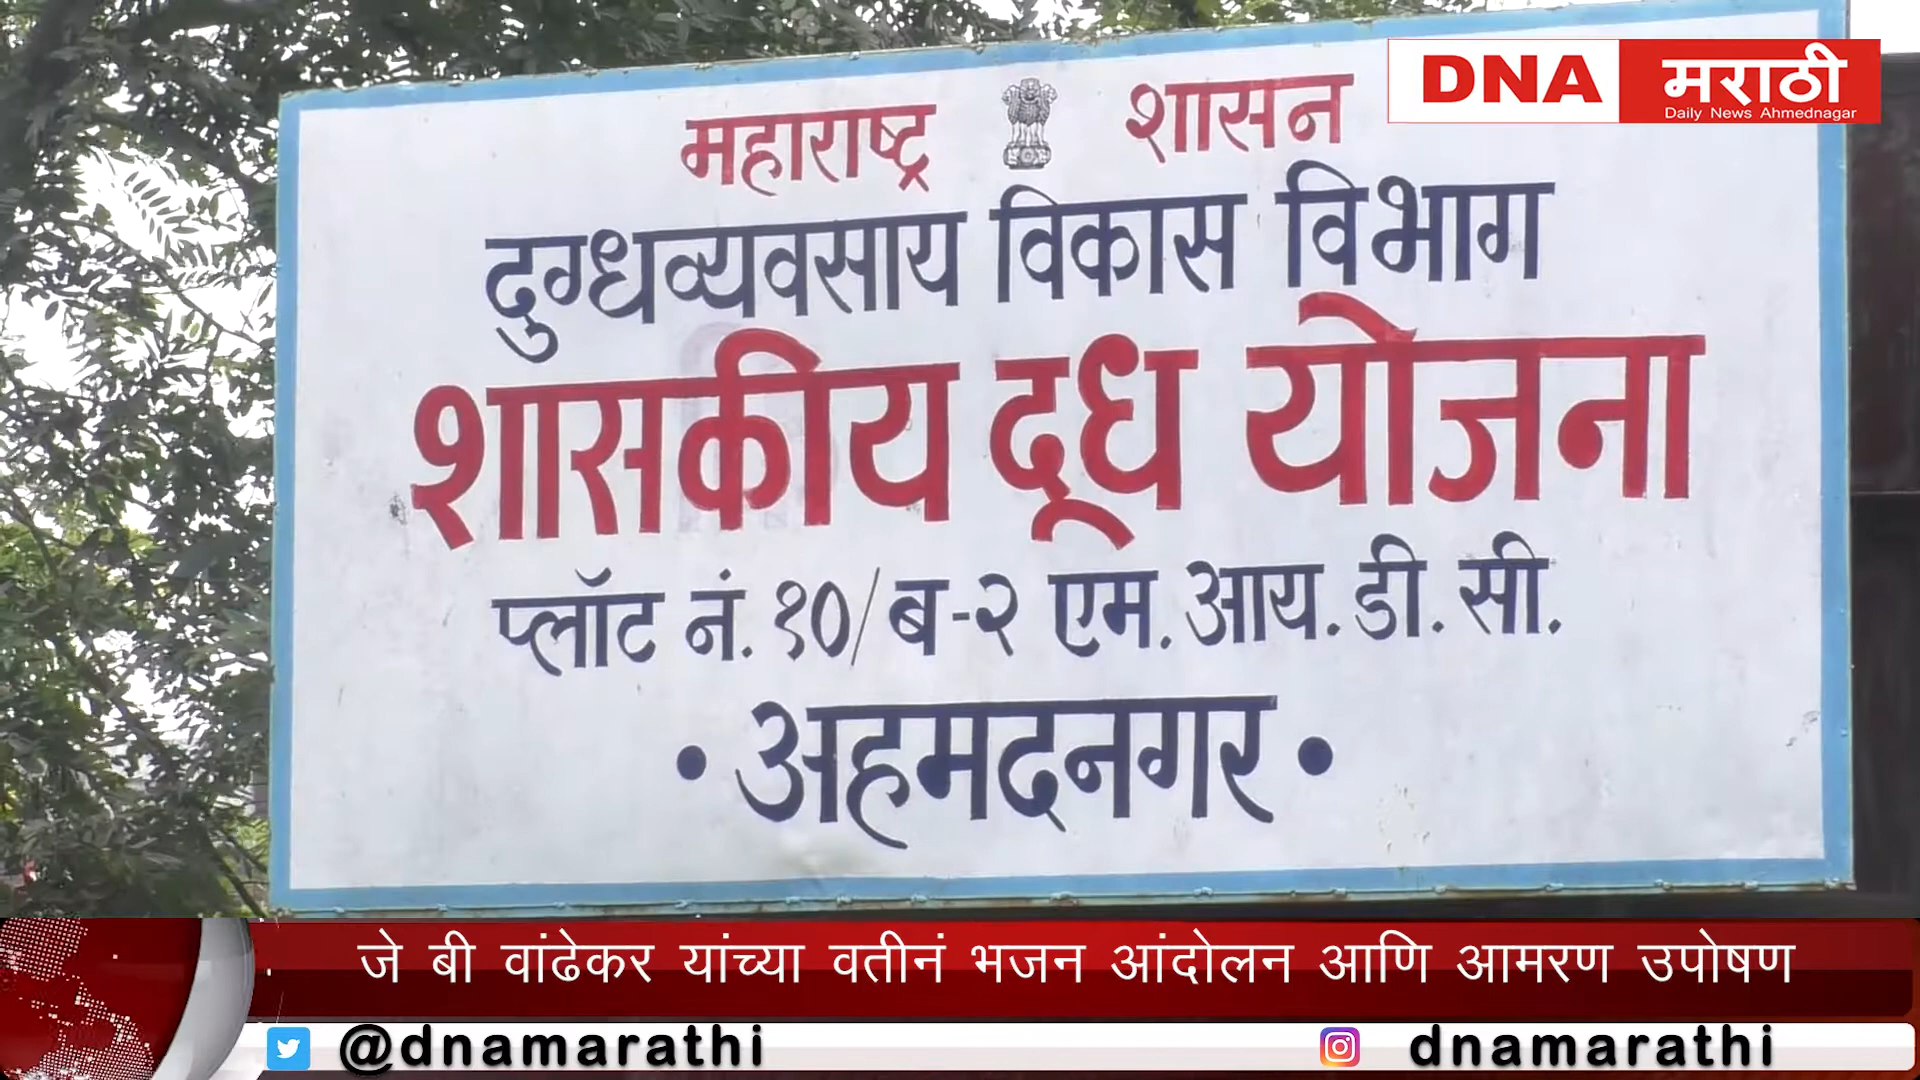 DNA मराठी
Daily News Ahmednagar
महाराष्ट्र शासन
दुग्धव्यवसाय विकास विभाग
शासकीय दूध योजना
प्लॉट नं. १०/ब-२ एम. आय. डी. सी.
• अहमदनगर •
जे बी वांढेकर यांच्या वतीनं भजन आंदोलन आणि आमरण उपोषण
@dnamarathi dnamarathi